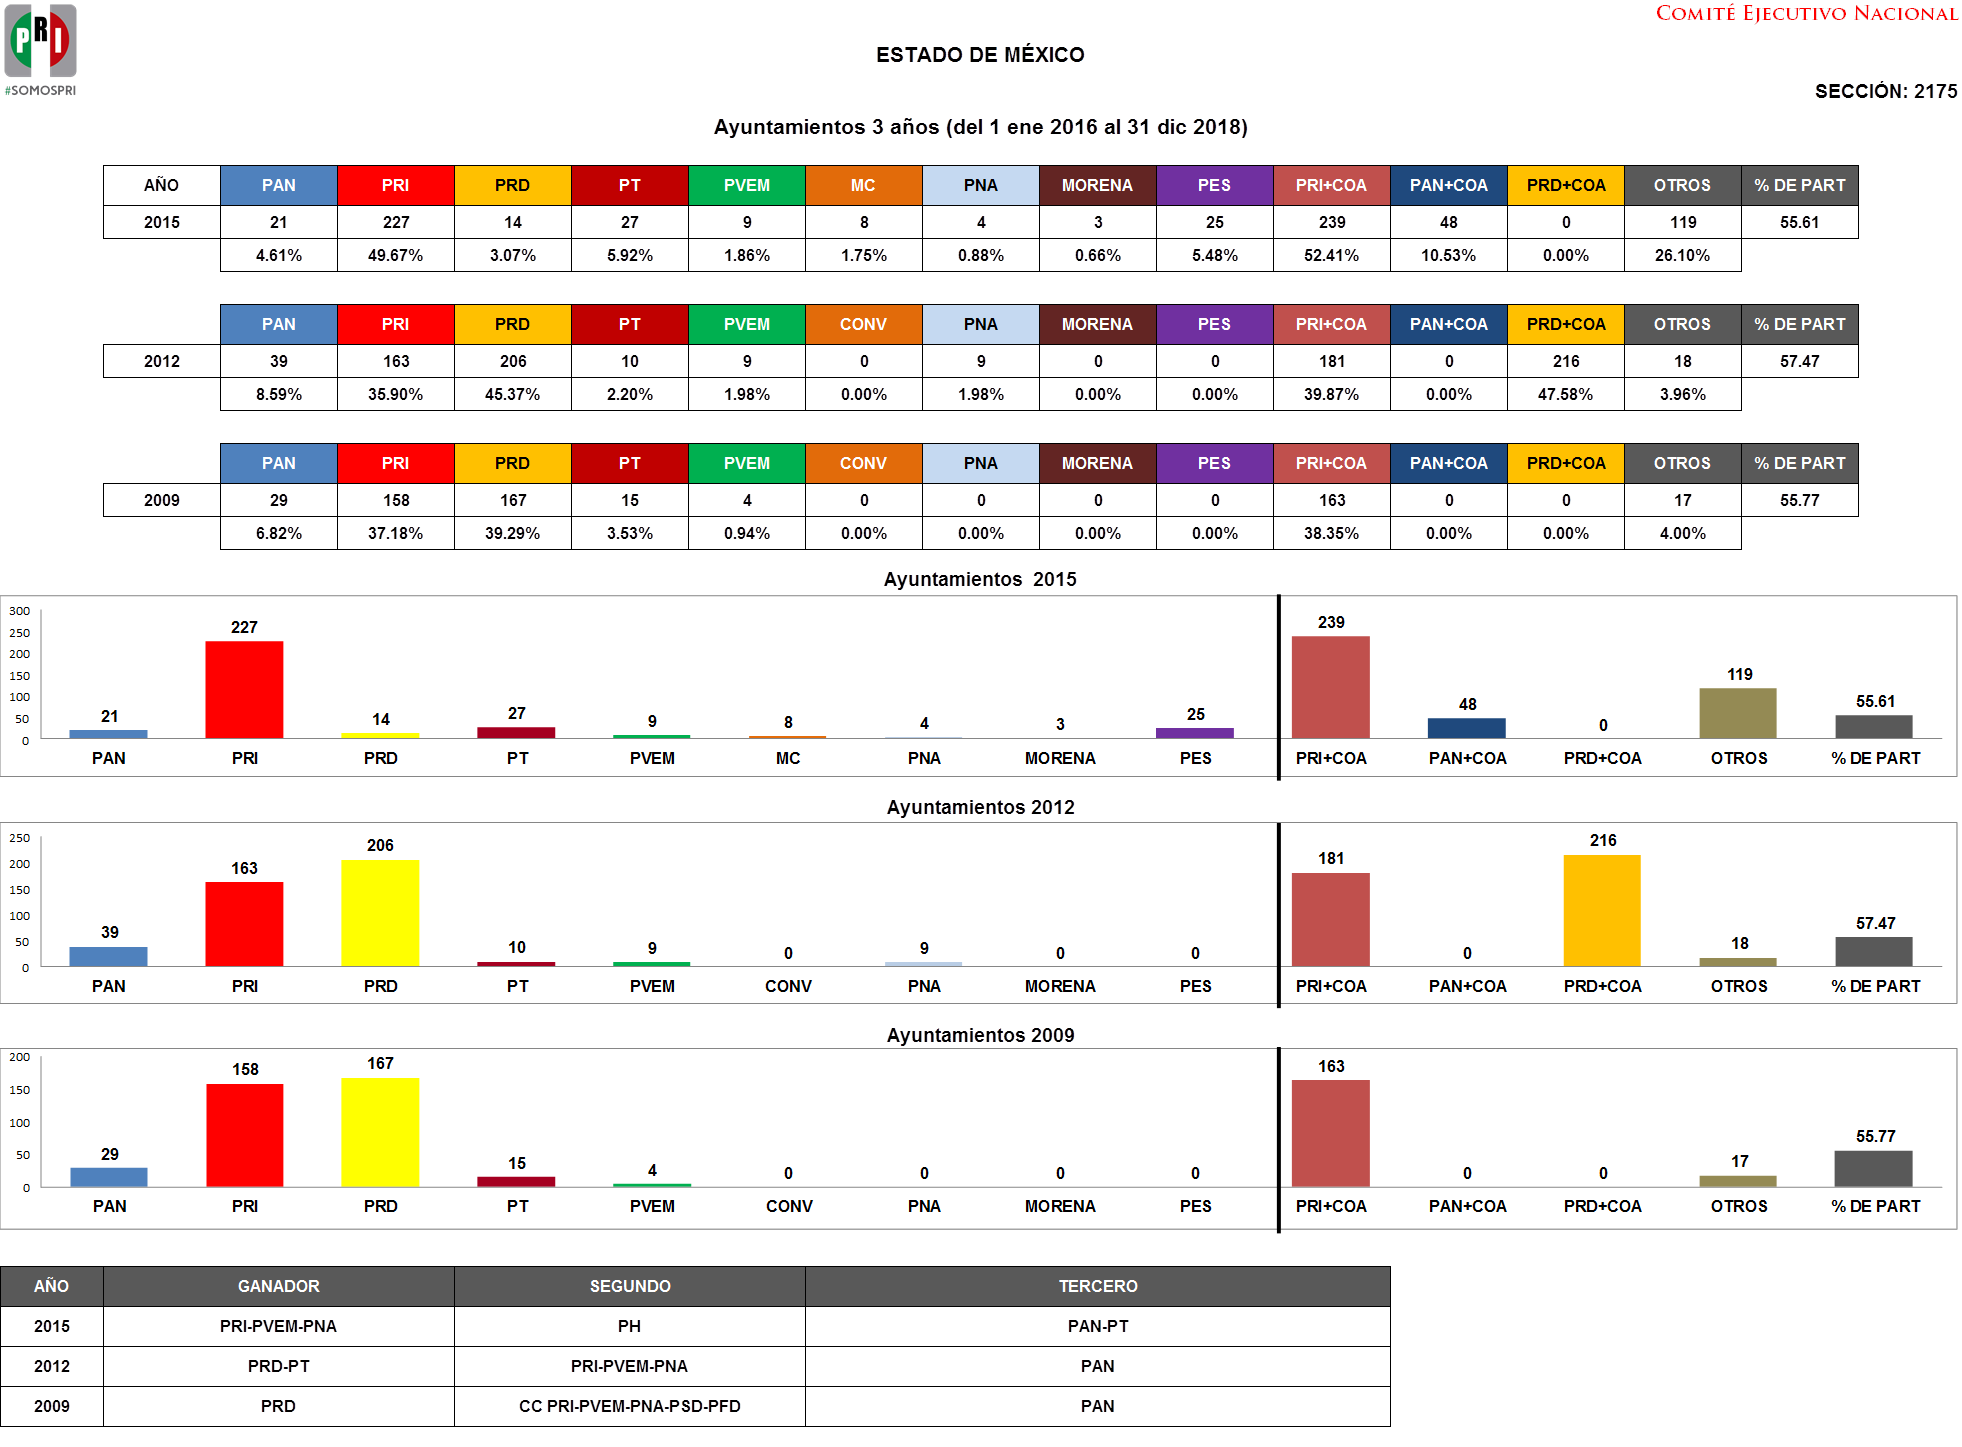 PRI
#SOMOSPRI
COMITÉ EJECUTIVO NACIONAL
ESTADO DE MÉXICO
SECCIÓN: 2175
Ayuntamientos 3 años (del 1 ene 2016 al 31 dic 2018)
AÑO PAN PRI PRD PT PVEM MC PNA MORENA PES PRI+COA PAN+COA PRD+COA OTROS % DE PART
2015 21 227 14 27 9 8 4 3 25 239 48 0 119 55.61
4.61% 49.67% 3.07% 5.92% 1.86% 1.75% 0.88% 0.66% 5.48% 52.41% 10.53% 0.00% 26.10%
PAN PRI PRD PT PVEM CONV PNA MORENA PES PRI+COA PAN+COA PRD+COA OTROS % DE PART
2012 39 163 206 10 9 0 9 0 0 181 0 216 18 57.47
8.59% 35.90% 45.37% 2.20% 1.98% 0.00% 1.98% 0.00% 0.00% 39.87% 0.00% 47.58% 3.96%
PAN PRI PRD PT PVEM CONV PNA MORENA PES PRI+COA PAN+COA PRD+COA OTROS % DE PART
2009 29 158 167 15 4 0 0 0 0 163 0 0 17 55.77
6.82% 37.18% 39.29% 3.53% 0.94% 0.00% 0.00% 0.00% 0.00% 38.35% 0.00% 0.00% 4.00%
Ayuntamientos 2015
300
250
200
150
100
50
0
21 227 14 27 9 8 4 3 25 239 48 0 119 55.61
PAN PRI PRD PT PVEM MC PNA MORENA PES PRI+COA PAN+COA PRD+COA OTROS % DE PART
Ayuntamientos 2012
250
200
150
100
50
0
39 163 206 10 9 0 9 0 0 181 0 216 18 57.47
PAN PRI PRD PT PVEM CONV PNA MORENA PES PRI+COA PAN+COA PRD+COA OTROS % DE PART
Ayuntamientos 2009
200
150
100
50
0
29 158 167 15 4 0 0 0 0 163 0 0 17 55.77
PAN PRI PRD PT PVEM CONV PNA MORENA PES PRI+COA PAN+COA PRD+COA OTROS % DE PART
AÑO GANADOR SEGUNDO TERCERO
2015 PRI-PVEM-PNA PH PAN-PT
2012 PRD-PT PRI-PVEM-PNA PAN
2009 PRD CC PRI-PVEM-PNA-PSD-PFD PAN